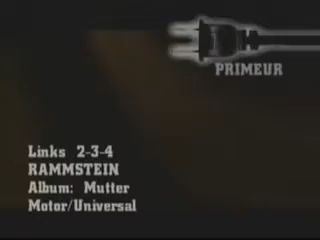 PRIMEUR
Links 2-3-4
RAMMSTEIN
Album: Mutter
Motor/Universal